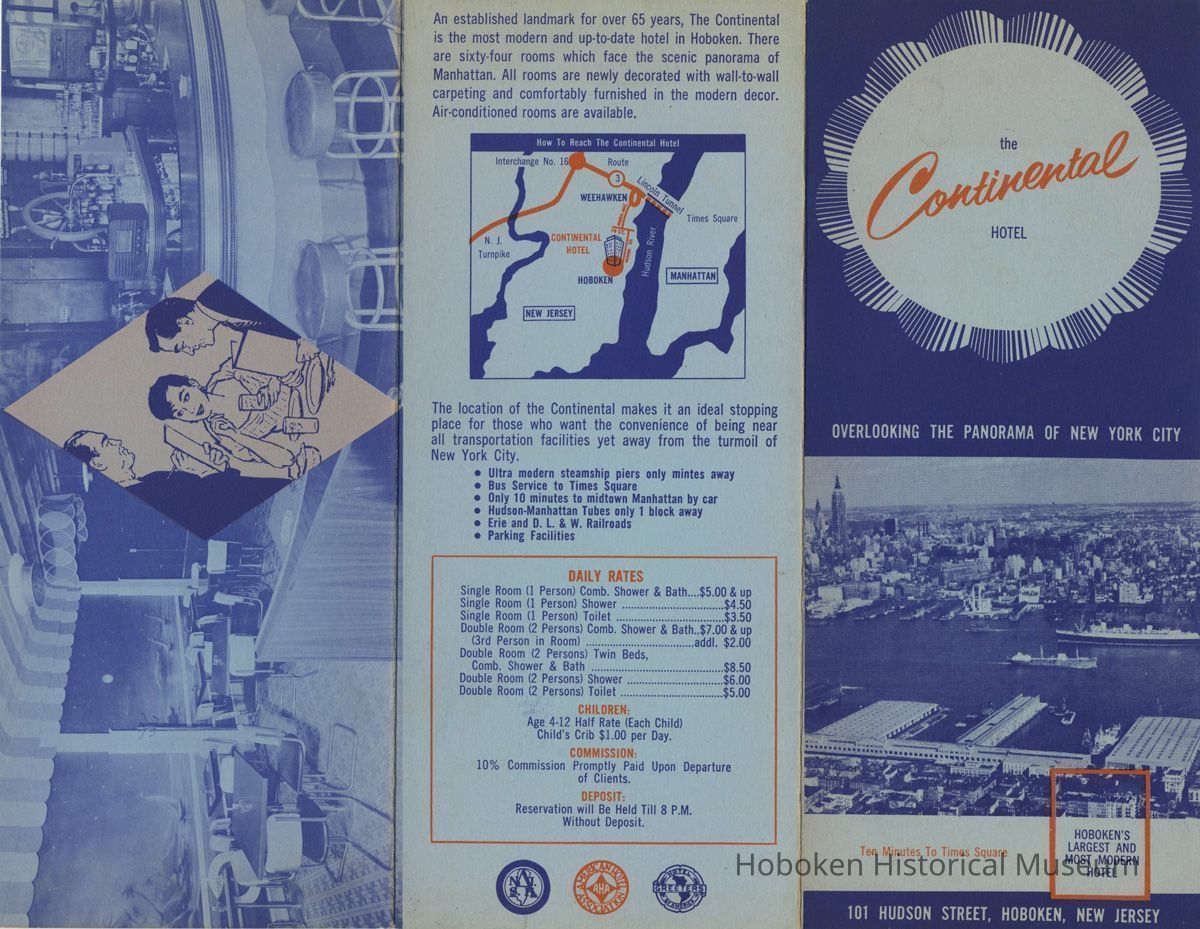 An established landmark for over 65 years, The Continental
is the most modern and up-to-date hotel in Hoboken. There
are sixty-four rooms which face the scenic panorama of
Manhattan. All rooms are newly decorated with wall-to-wall
carpeting and comfortably furnished in the modern decor.
Air-conditioned rooms are available.
How To Reach The Continental Hotel
Interchange No. 16
Route
3
WEEHAWKEN
Lincoln Tunnel
Times Square
N. J.
Turnpike
CONTINENTAL
HOTEL
HOBOKEN
Hudson River
MANHATTAN
NEW JERSEY
The location of the Continental makes it an ideal stopping
place for those who want the convenience of being near
all transportation facilities yet away from the turmoil of
New York City.
● Ultra modern steamship piers only mintes away
● Bus Service to Times Square
● Only 10 minutes to midtown Manhattan by car
● Hudson-Manhattan Tubes only 1 block away
● Erie and D. L. & W. Railroads
● Parking Facilities
DAILY RATES
Single Room (1 Person) Comb. Shower & Bath....$5.00 & up
Single Room (1 Person) Shower ..............................$4.50
Single Room (1 Person) Toilet ................................$3.50
Double Room (2 Persons) Comb. Shower & Bath..$7.00 & up
(3rd Person in Room) ................................addl. $2.00
Double Room (2 Persons) Twin Beds,
Comb. Shower & Bath .......................................$8.50
Double Room (2 Persons) Shower ............................$6.00
Double Room (2 Persons) Toilet ..............................$5.00
CHILDREN:
Age 4-12 Half Rate (Each Child)
Child's Crib $1.00 per Day.
COMMISSION:
10% Commission Promptly Paid Upon Departure
of Clients.
DEPOSIT:
Reservation will Be Held Till 8 P.M.
Without Deposit.
AMERICAN HOTEL
AHA
ASSOCIATION
HOTEL
GREETERS
the
Continental
HOTEL
OVERLOOKING THE PANORAMA OF NEW YORK CITY
Ten Minutes To Times Square
HOBOKEN'S
LARGEST AND
MOST MODERN
HOTEL
Hoboken Historical Museum
101 HUDSON STREET, HOBOKEN, NEW JERSEY